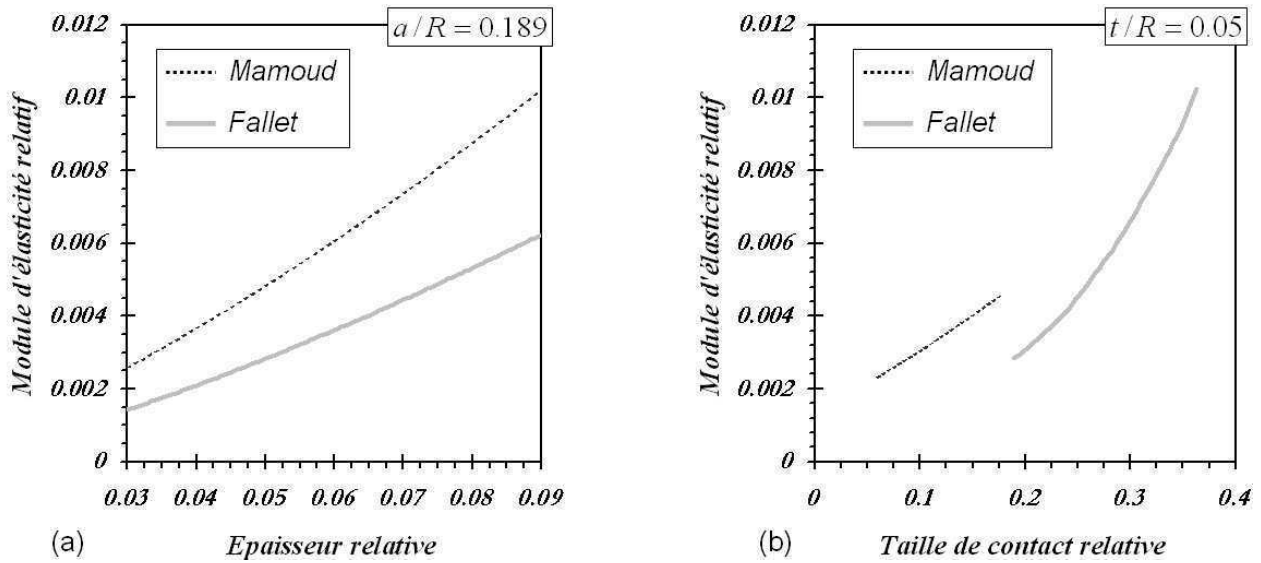 a / R = 0.189
Mamoud
Fallet
Module d'élasticité relatif
0.012
0.01
0.008
0.006
0.004
0.002
0
0.03 0.04 0.05 0.06 0.07 0.08 0.09
(a) Epaisseur relative
t / R = 0.05
Mamoud
Fallet
Module d'élasticité relatif
0.012
0.01
0.008
0.006
0.004
0.002
0
0 0.1 0.2 0.3 0.4
(b) Taille de contact relative